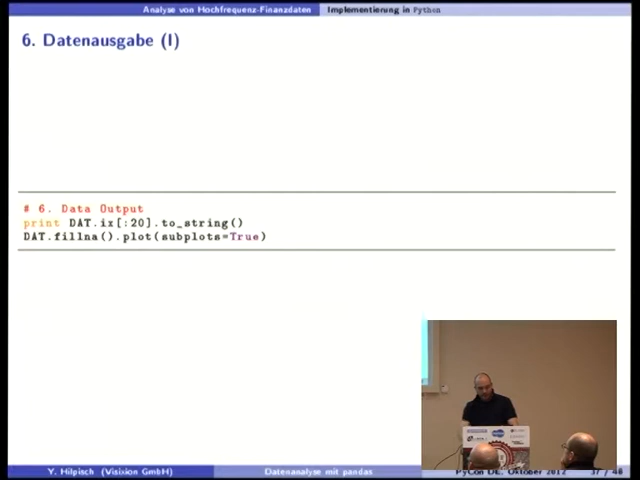 Analyse von Hochfrequenz-Finanzdaten Implementierung in Python
6. Datenausgabe (I)
# 6. Data Output
print DAT.ix[:20].to_string()
DAT.fillna().plot(subplots=True)
Y. Hilpisch (Visixion GmbH) Datenanalyse mit pandas PyCon DE, Oktober 2012 37 / 48